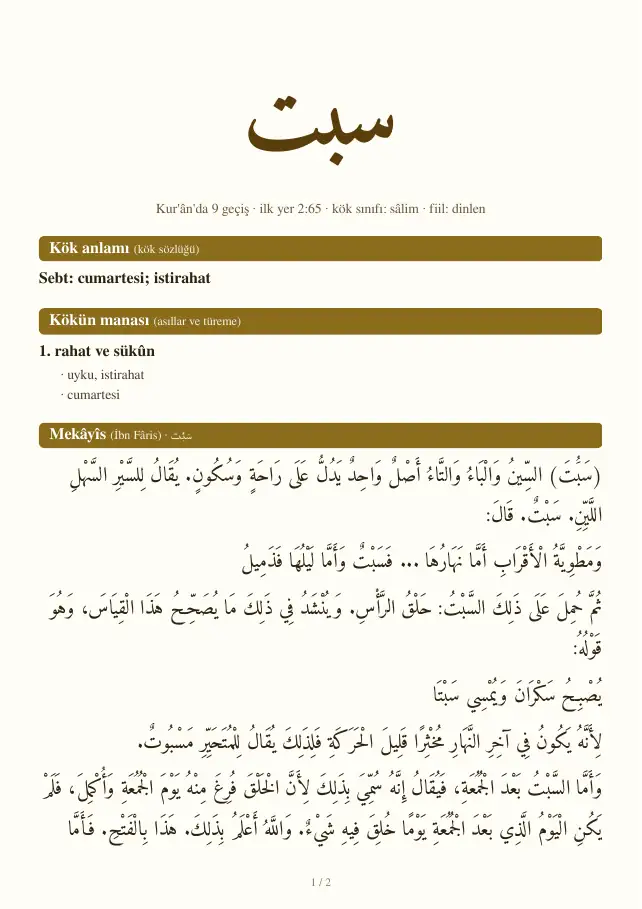 سبت
Kur'ân'da 9 geçiş · ilk yer 2:65 · kök sınıfı: sâlim · fiil: dinlen
Kök anlamı (kök sözlüğü)
Sebt: cumartesi; istirahat
Kökün manası (asıllar ve türeme)
1. rahat ve sükûn
· uyku, istirahat
· cumartesi
Mekâyîs (İbn Fâris) · سَبَُتَ
(سَبَُتَ) السِّينُ وَالْبَاءُ وَالتَّاءُ أَصْلٌ وَاحِدٌ يَدُلُّ عَلَى رَاحَةٍ وَسُكُونٍ. يُقَالُ لِلسَّيْرِ السَّهْلِ
اللَّيِّنِ. سَبْتٌ. قَالَ:
وَمَطْوِيَّةُ الْأَقْرَابِ أَمَّا نَهَارُهَا ... فَسَبْتٌ وَأَمَّا لَيْلُهَا فَذَمِيلُ
ثُمَّ حُمِلَ عَلَى ذَلِكَ السَّبْتُ: حَلْقُ الرَّأْسِ. وَيُنْشَدُ فِي ذَلِكَ مَا يُصَحِّحُ هَذَا الْقِيَاسَ، وَهُوَ
قَوْلُهُ:
يُصْبِحُ سَكْرَانَ وَيُمْسِي سَبْتَا
لِأَنَّهُ يَكُونُ فِي آخِرِ النَّهَارِ مُخْثِرًا قَلِيلَ الْحَرَكَةِ فَلِذَلِكَ يُقَالُ لِلْمُتَحَيِّرِ مَسْبُوتٌ.
وَأَمَّا السَّبْتُ بَعْدَ الْجُمُعَةِ، فَيُقَالُ إِنَّهُ سُمِّيَ بِذَلِكَ لِأَنَّ الْخَلْقَ فُرِغَ مِنْهُ يَوْمَ الْجُمُعَةِ وَأُكْمِلَ، فَلَمْ
يَكُنِ الْيَوْمُ الَّذِي بَعْدَ الْجُمُعَةِ يَوْمًا خُلِقَ فِيهِ شَيْءٌ. وَاللَّهُ أَعْلَمُ بِذَلِكَ. هَذَا بِالْفَتْحِ. فَأَمَّا
1 / 2